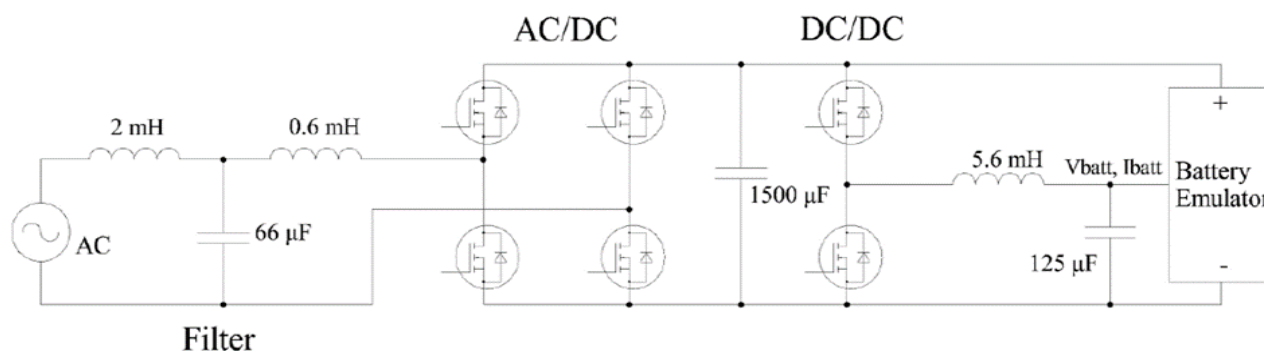 AC/DC
DC/DC
2 mH
0.6 mH
5.6 mH
Vbatt, Ibatt
+
Battery
Emulator
1500 µF
66 µF
AC
125 µF
-
Filter